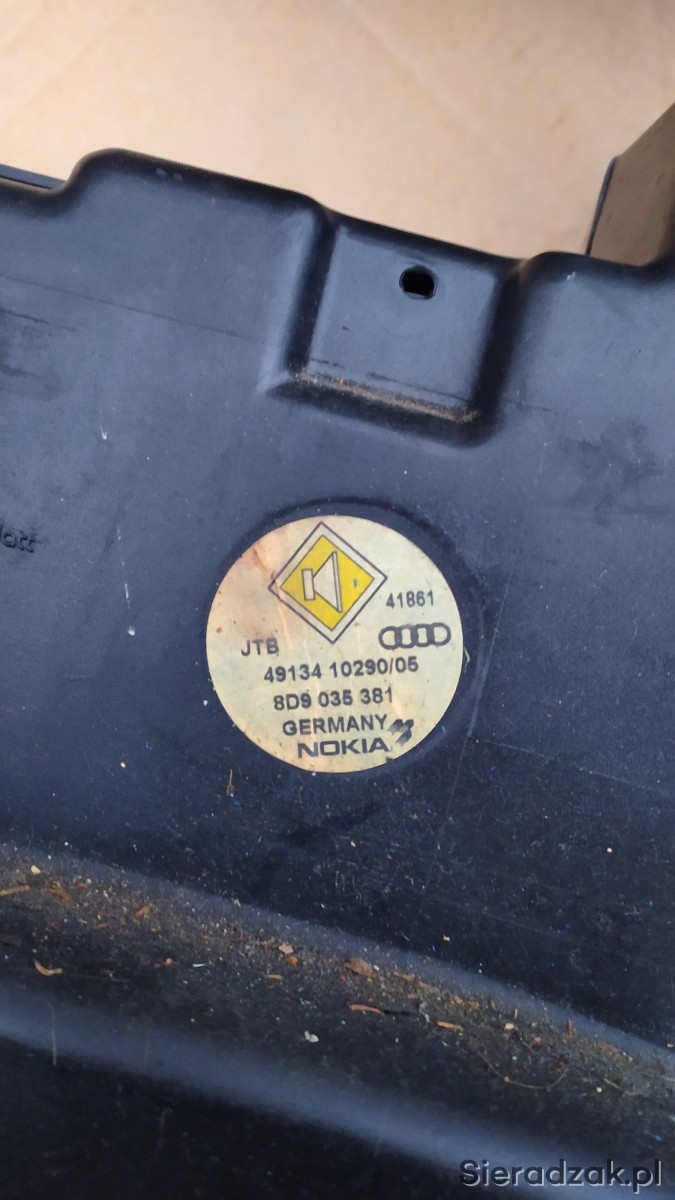 41861
JTB
49134 10290/05
8D9 035 381
GERMANY
NOKIA
Sieradzak.pl